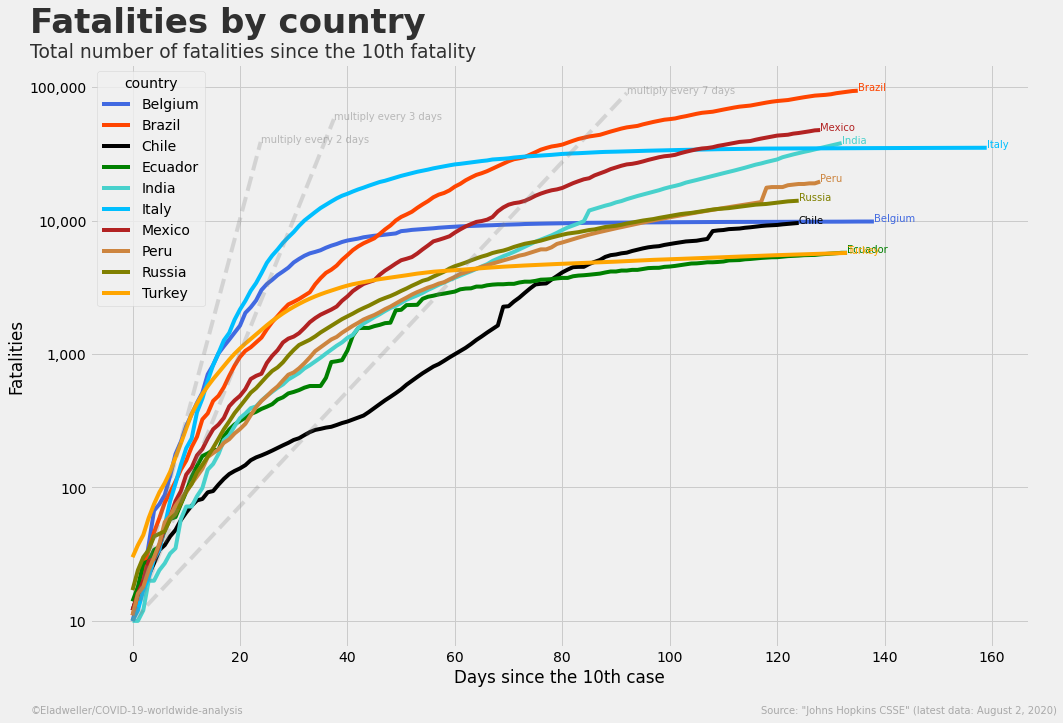 Fatalities by country
Total number of fatalities since the 10th fatality
country
Belgium
Brazil
Chile
Ecuador
India
Italy
Mexico
Peru
Russia
Turkey
100,000
10,000
1,000
100
10
Fatalities
multiply every 2 days
multiply every 3 days
multiply every 7 days
Brazil
Mexico
India
Italy
Peru
Russia
Belgium
Chile
Ecuador
Turkey
0 20 40 60 80 100 120 140 160
Days since the 10th case
©Eladweller/COVID-19-worldwide-analysis
Source: "Johns Hopkins CSSE" (latest data: August 2, 2020)